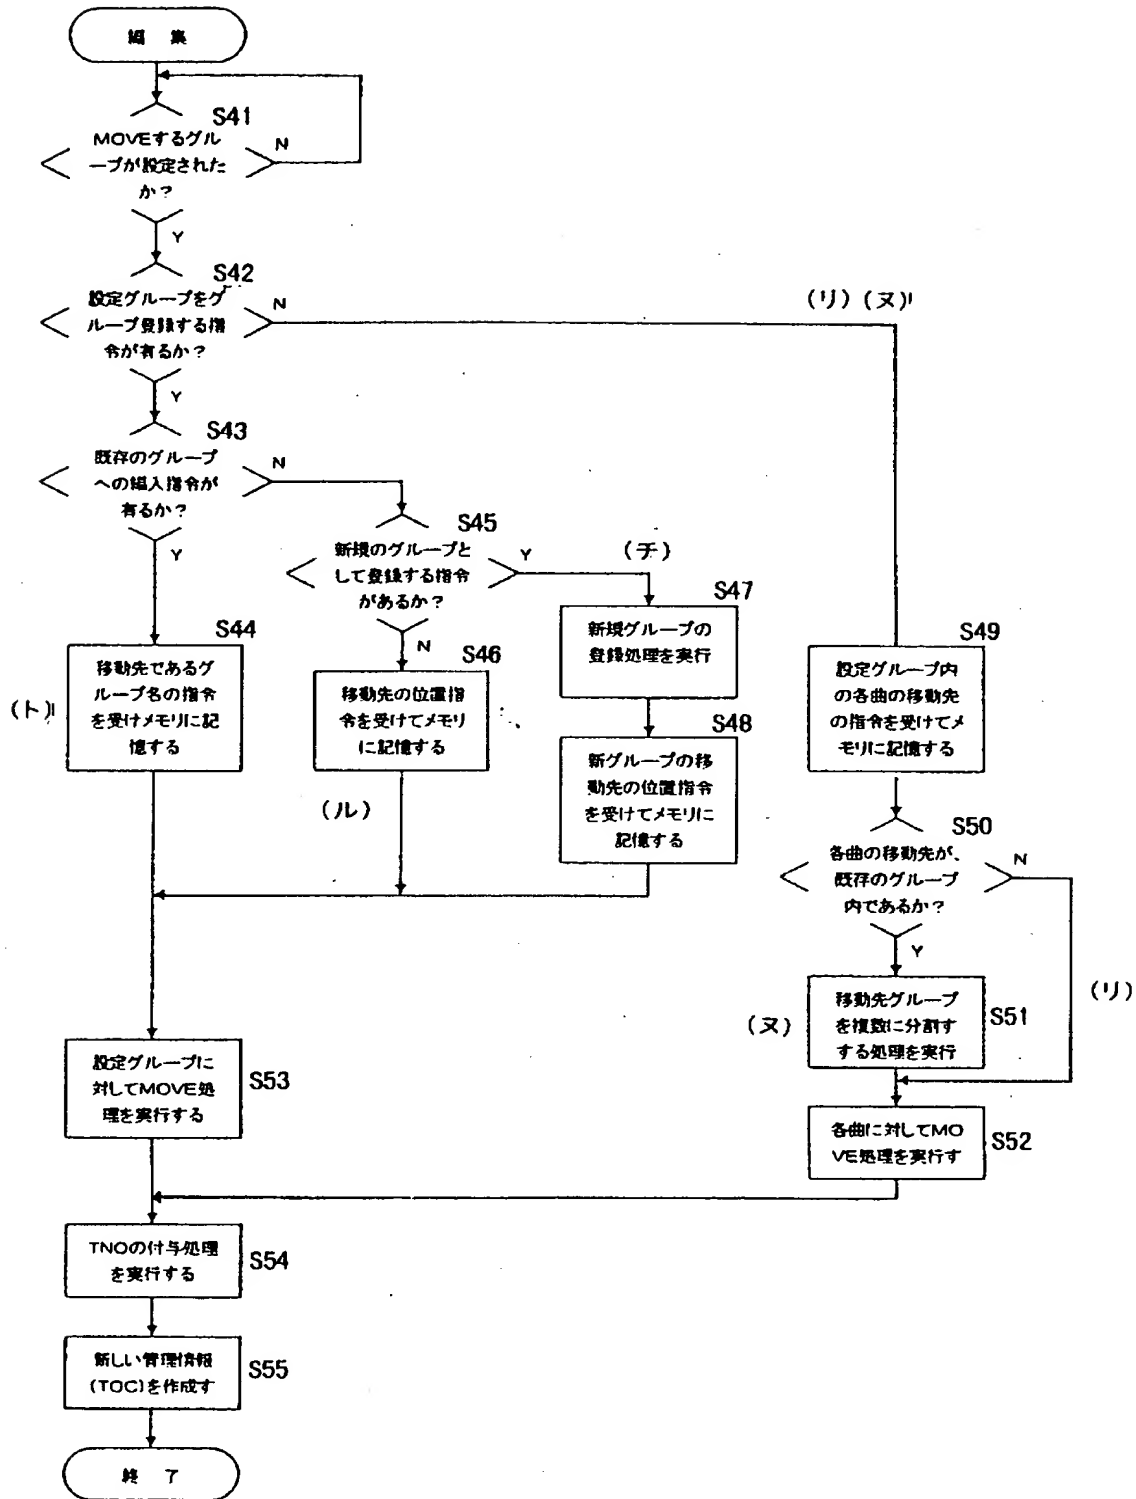 編 集
S41
MOVEするグル
ープが設定された
か？
N
Y
S42
設定グループをグ
ループ登録する指
令が有るか？
N
(リ) (ヌ)
Y
S43
既存のグループ
への編入指令が
有るか？
N
Y
S45
新規のグループと
して登録する指令
があるか？
Y
(チ)
N
S44
移動先であるグ
ループ名の指令
を受けメモリに記
憶する
(ト)
S46
移動先の位置指
令を受けてメモリ
に記憶する
(ル)
S47
新規グループの
登録処理を実行
S48
新グループの移
動先の位置指令
を受けてメモリに
記憶する
S49
設定グループ内
の各曲の移動先
の指令を受けてメ
モリに記憶する
S50
各曲の移動先が、
既存のグループ
内であるか？
N
Y
(リ)
(ヌ)
移動先グループ
を複数に分割す
する処理を実行
S51
設定グループに
対してMOVE処
理を実行する
S53
各曲に対してMO
VE処理を実行す
S52
TNOの付与処理
を実行する
S54
新しい管理情報
(TOC)を作成す
S55
終 了